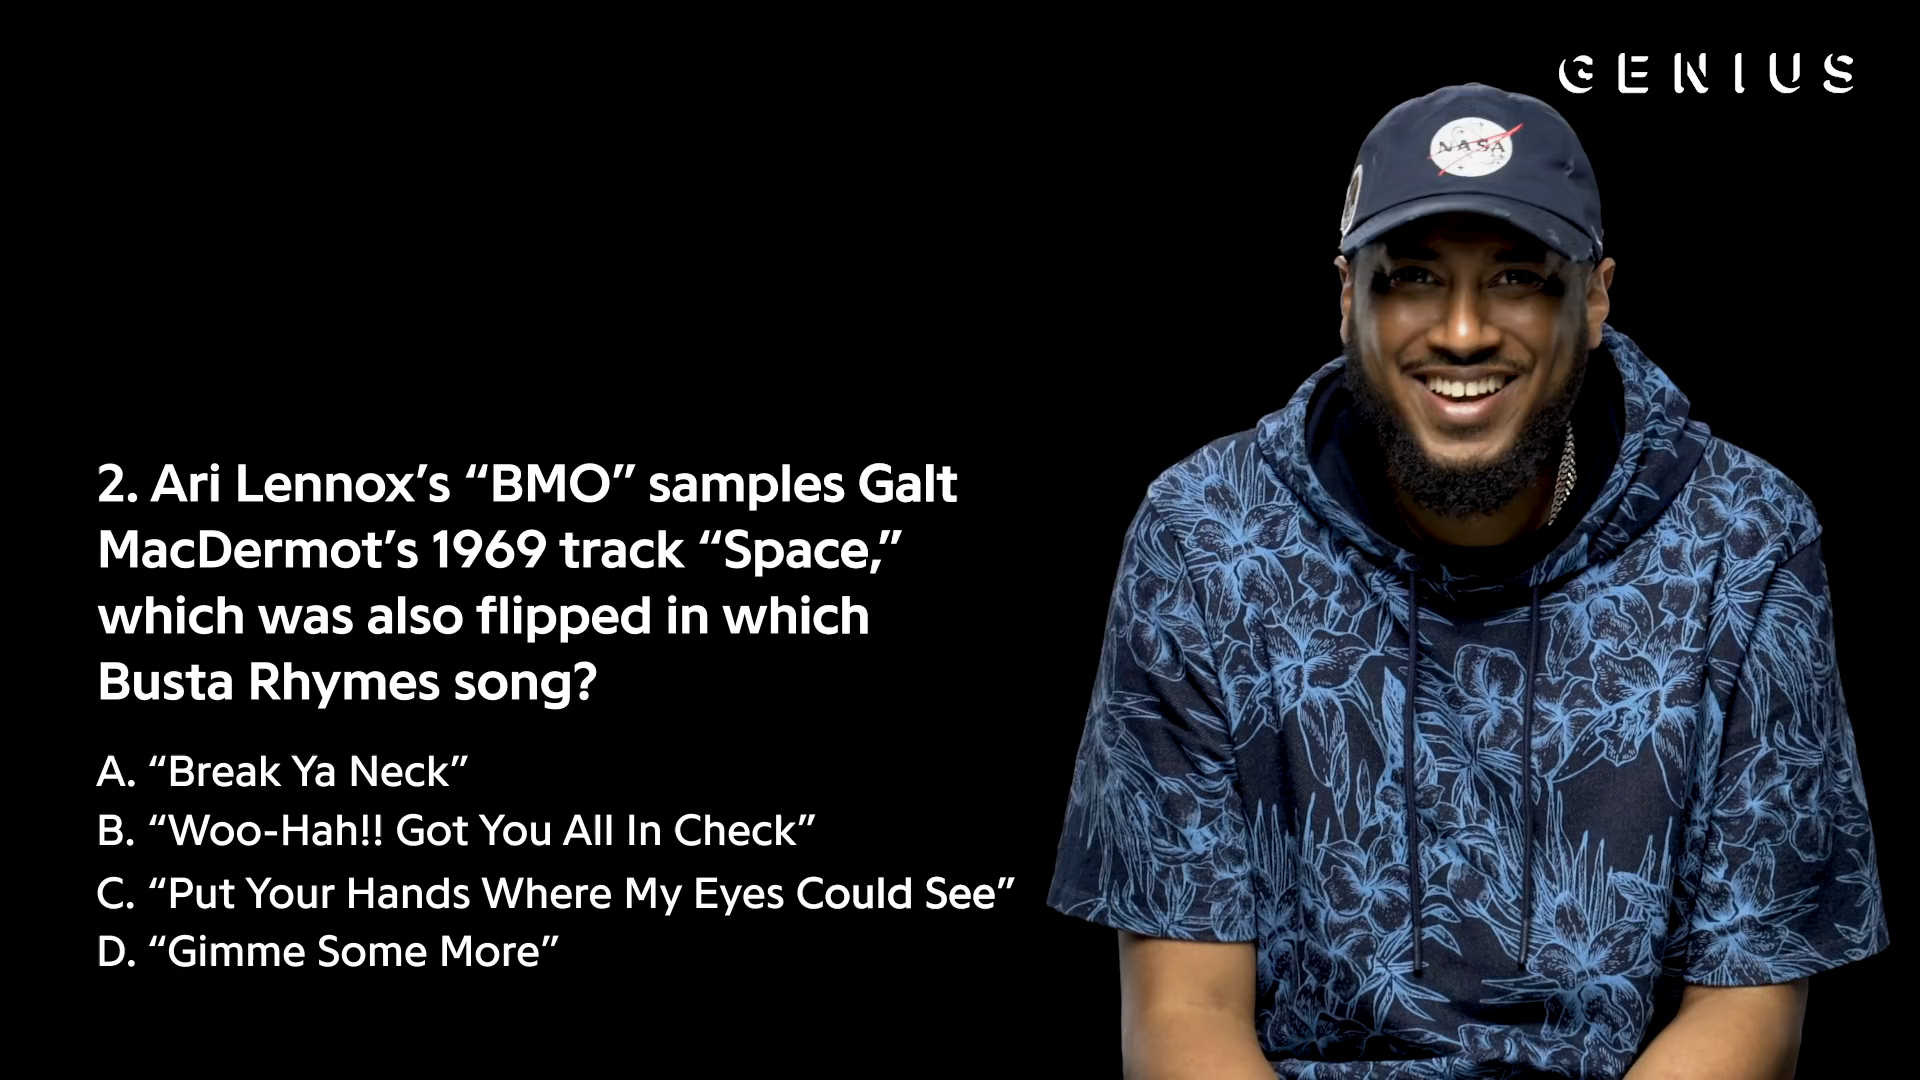 GENIUS
NASA
2. Ari Lennox’s “BMO” samples Galt
MacDermot’s 1969 track “Space,”
which was also flipped in which
Busta Rhymes song?
A. “Break Ya Neck”
B. “Woo-Hah!! Got You All In Check”
C. “Put Your Hands Where My Eyes Could See”
D. “Gimme Some More”